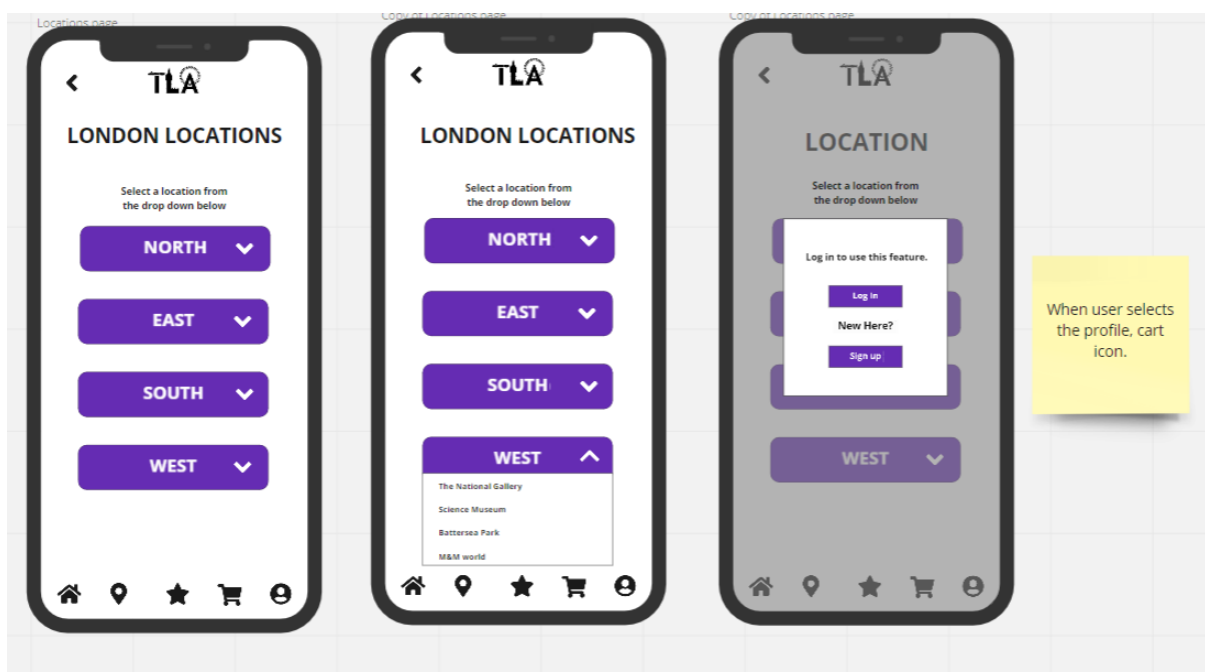 Locations page
TLA
LONDON LOCATIONS
Select a location from
the drop down below
NORTH
EAST
SOUTH
WEST
Copy of Locations page
TLA
LONDON LOCATIONS
Select a location from
the drop down below
NORTH
EAST
SOUTH
WEST
The National Gallery
Science Museum
Battersea Park
M&M world
Copy of Locations page
TLA
LOCATION
Select a location from
the drop down below
Log in to use this feature.
Log In
New Here?
Sign up
WEST
When user selects
the profile, cart
icon.